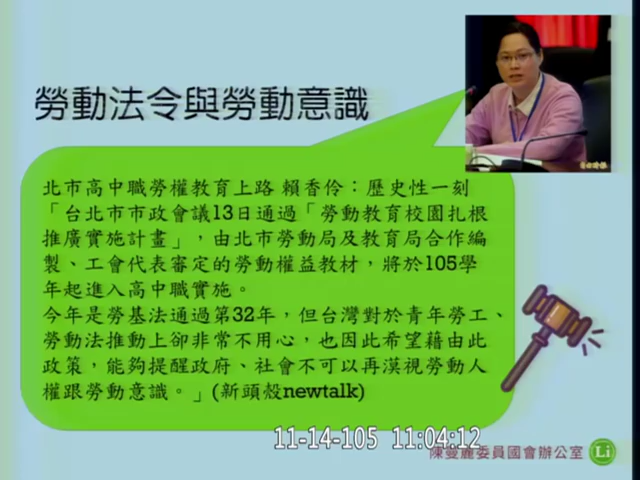 勞動法令與勞動意識
北市高中職勞權教育上路 賴香伶：歷史性一刻
「台北市市政會議13日通過「勞動教育校園扎根
推廣實施計畫」，由北市勞動局及教育局合作編
製、工會代表審定的勞動權益教材，將於105學
年起進入高中職實施。
今年是勞基法通過第32年，但台灣對於青年勞工、
勞動法推動上卻非常不用心，也因此希望藉由此
政策，能夠提醒政府、社會不可以再漠視勞動人
權跟勞動意識。」(新頭殼newtalk)
11-14-105 11:04:12
陳曼麗委員國會辦公室 Li